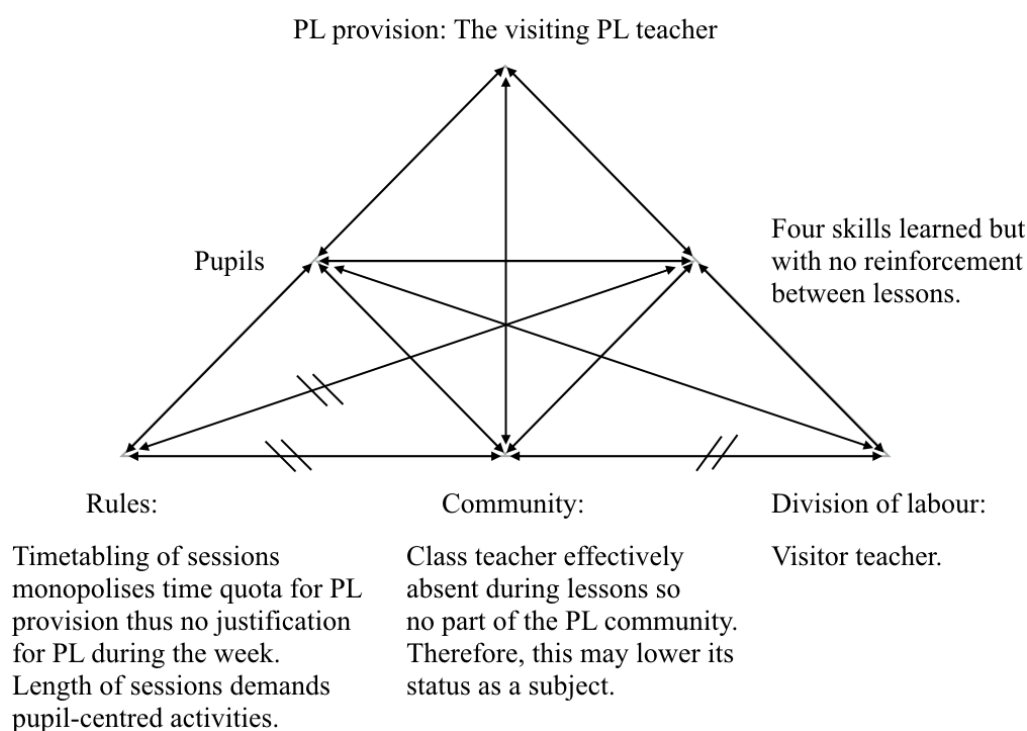 PL provision: The visiting PL teacher
Pupils
Four skills learned but
with no reinforcement
between lessons.
Rules:
Timetabling of sessions
monopolises time quota for PL
provision thus no justification
for PL during the week.
Length of sessions demands
pupil-centred activities.
Community:
Class teacher effectively
absent during lessons so
no part of the PL community.
Therefore, this may lower its
status as a subject.
Division of labour:
Visitor teacher.